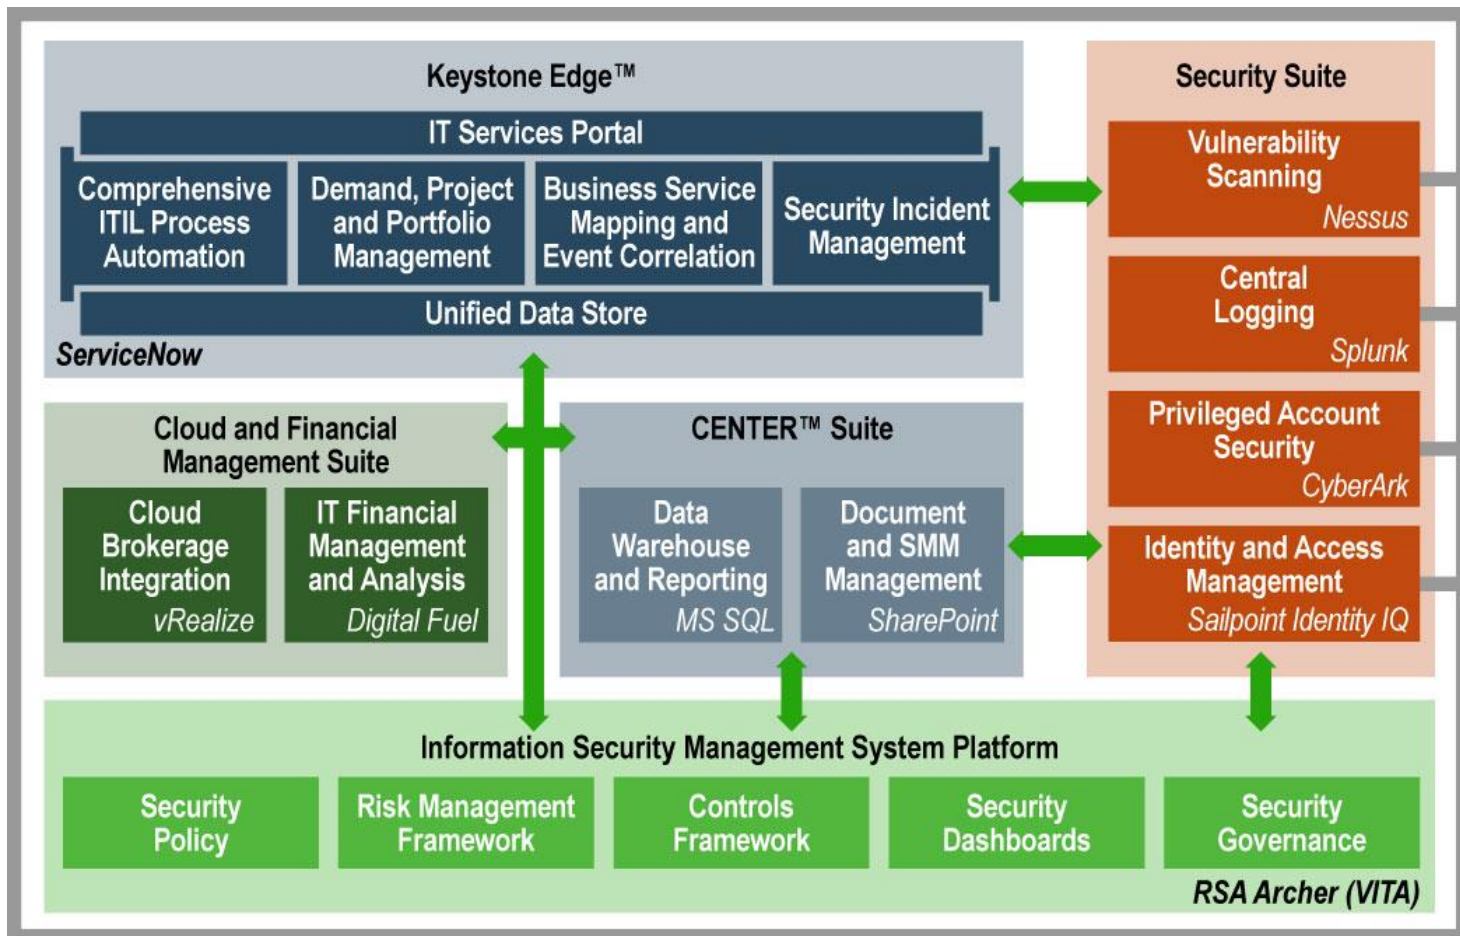 Keystone Edge™
IT Services Portal
Comprehensive
ITIL Process
Automation
Demand, Project
and Portfolio
Management
Business Service
Mapping and
Event Correlation
Security Incident
Management
Unified Data Store
ServiceNow
Security Suite
Vulnerability
Scanning
Nessus
Central
Logging
Splunk
Privileged Account
Security
CyberArk
Identity and Access
Management
Sailpoint Identity IQ
Cloud and Financial
Management Suite
Cloud
Brokerage
Integration
vRealize
IT Financial
Management
and Analysis
Digital Fuel
CENTER™ Suite
Data
Warehouse
and Reporting
MS SQL
Document
and SMM
Management
SharePoint
Information Security Management System Platform
Security
Policy
Risk Management
Framework
Controls
Framework
Security
Dashboards
Security
Governance
RSA Archer (VITA)